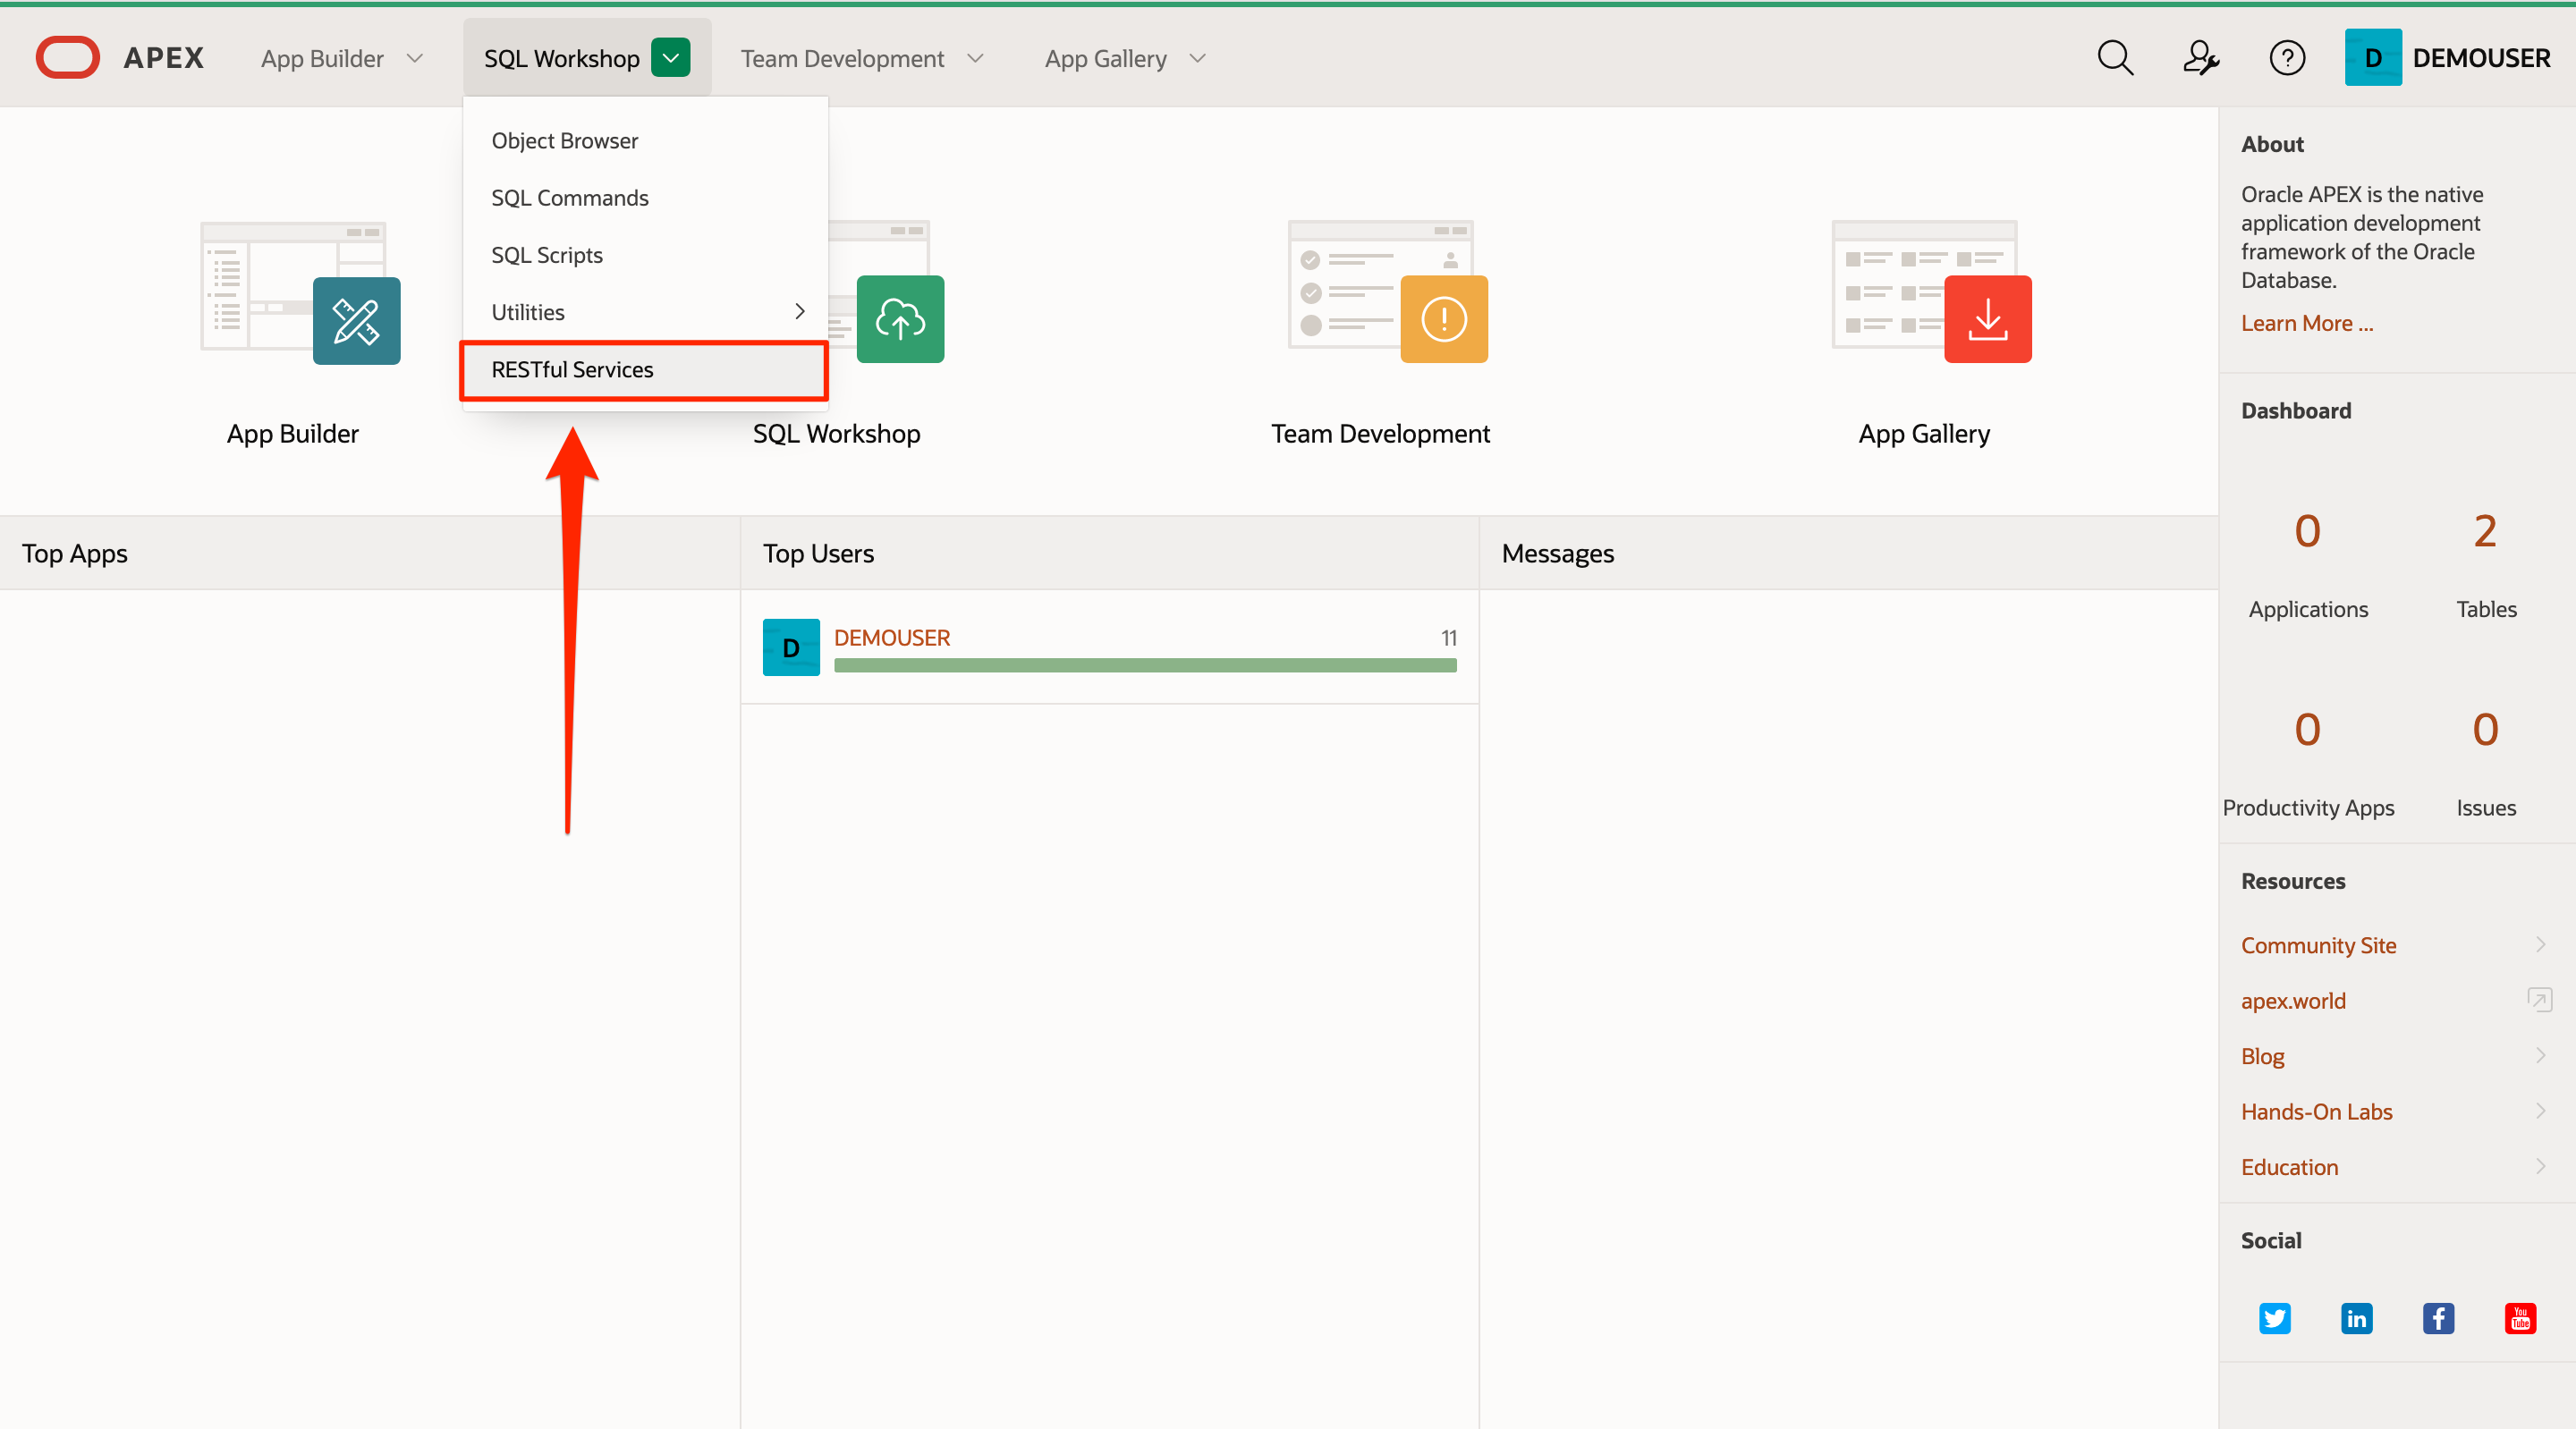 APEX
App Builder
SQL Workshop
Team Development
App Gallery
D
DEMOUSER
Object Browser
SQL Commands
SQL Scripts
Utilities
RESTful Services
App Builder
SQL Workshop
Team Development
App Gallery
Top Apps
Top Users
D
DEMOUSER
11
Messages
About
Oracle APEX is the native
application development
framework of the Oracle
Database.
Learn More ...
Dashboard
0
2
Applications
Tables
0
0
Productivity Apps
Issues
Resources
Community Site
apex.world
Blog
Hands-On Labs
Education
Social
in
f
You
Tube